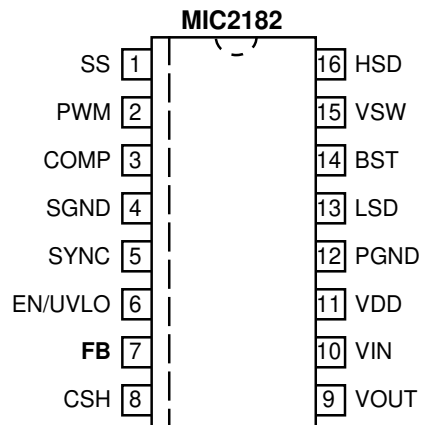 MIC2182
SS 1 16 HSD
PWM 2 15 VSW
COMP 3 14 BST
SGND 4 13 LSD
SYNC 5 12 PGND
EN/UVLO 6 11 VDD
FB 7 10 VIN
CSH 8 9 VOUT